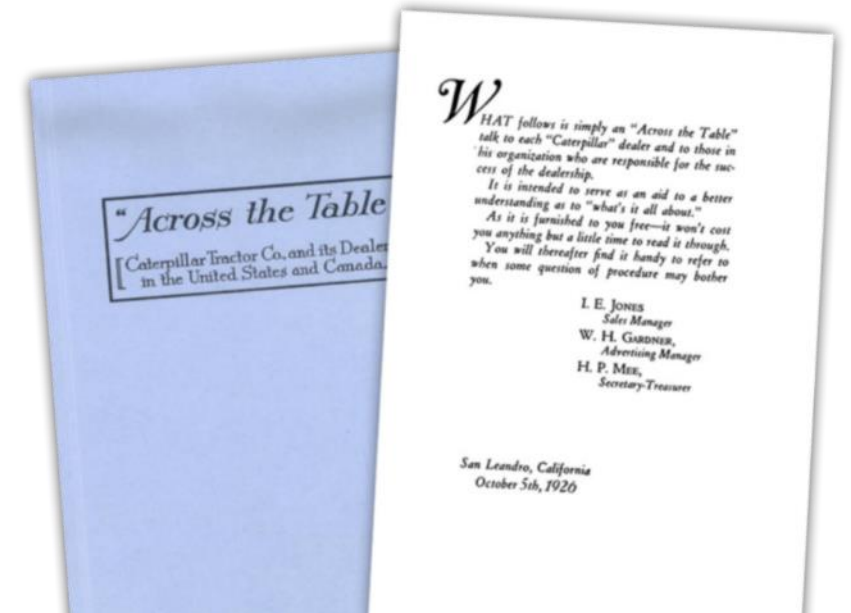 "Across the Table
[Caterpillar Tractor Co., and its Dealer
in the United States and Canada.
WHAT follows is simply an "Across the Table"
talk to each "Caterpillar" dealer and to those in
his organization who are responsible for the suc-
cess of the dealership.
It is intended to serve as an aid to a better
understanding as to "what's it all about."
As it is furnished to you free—it won't cost
you anything but a little time to read it through.
You will thereafter find it handy to refer to
when some question of procedure may bother
you.
I. E. JONES
Sales Manager
W. H. GARDNER,
Advertising Manager
H. P. MEE,
Secretary-Treasurer
San Leandro, California
October 5th, 1926